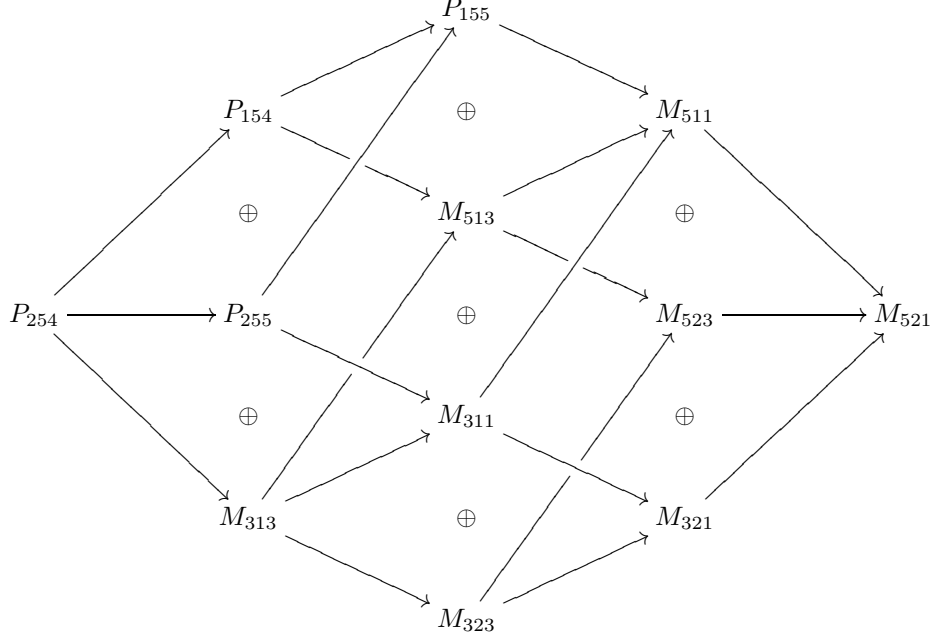 P₁₅₅
P₁₅₄ ⊕ M₅₁₁
⊕ M₅₁₃ ⊕
P₂₅₄ P₂₅₅ ⊕ M₅₂₃ M₅₂₁
⊕ M₃₁₁ ⊕
M₃₁₃ ⊕ M₃₂₁
M₃₂₃